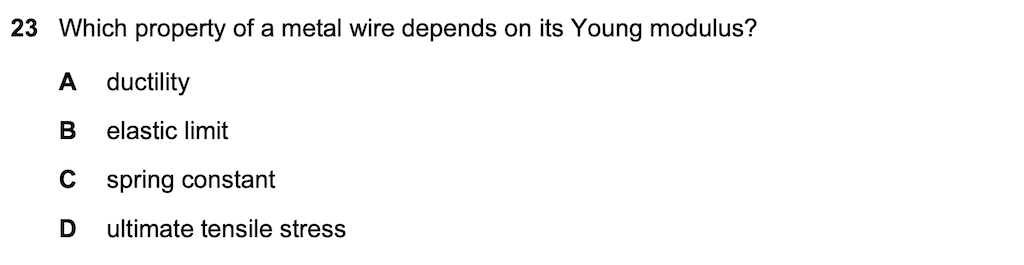 23 Which property of a metal wire depends on its Young modulus?
A ductility
B elastic limit
C spring constant
D ultimate tensile stress